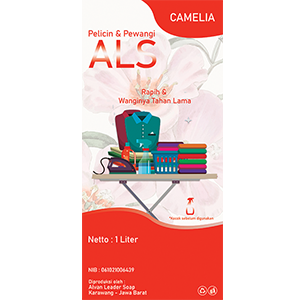 CAMELIA
Pelicin & Pewangi
ALS
Rapih &
Wanginya Tahan Lama
*Kocok sebelum digunakan
Netto : 1 Liter
NIB : 061021006439
Diproduksi oleh :
Alvan Leader Soap
Karawang - Jawa Barat